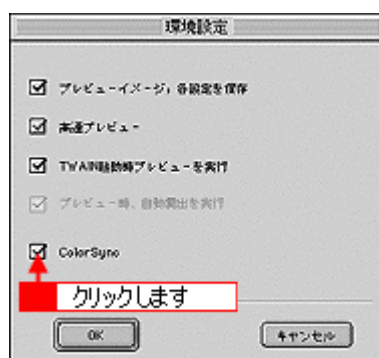 環境設定
プレビューイメージ，各設定を保存
高速プレビュー
TWAIN起動時プレビューを実行
プレビュー時、自動露出を実行
ColorSync
クリックします
OK
キャンセル